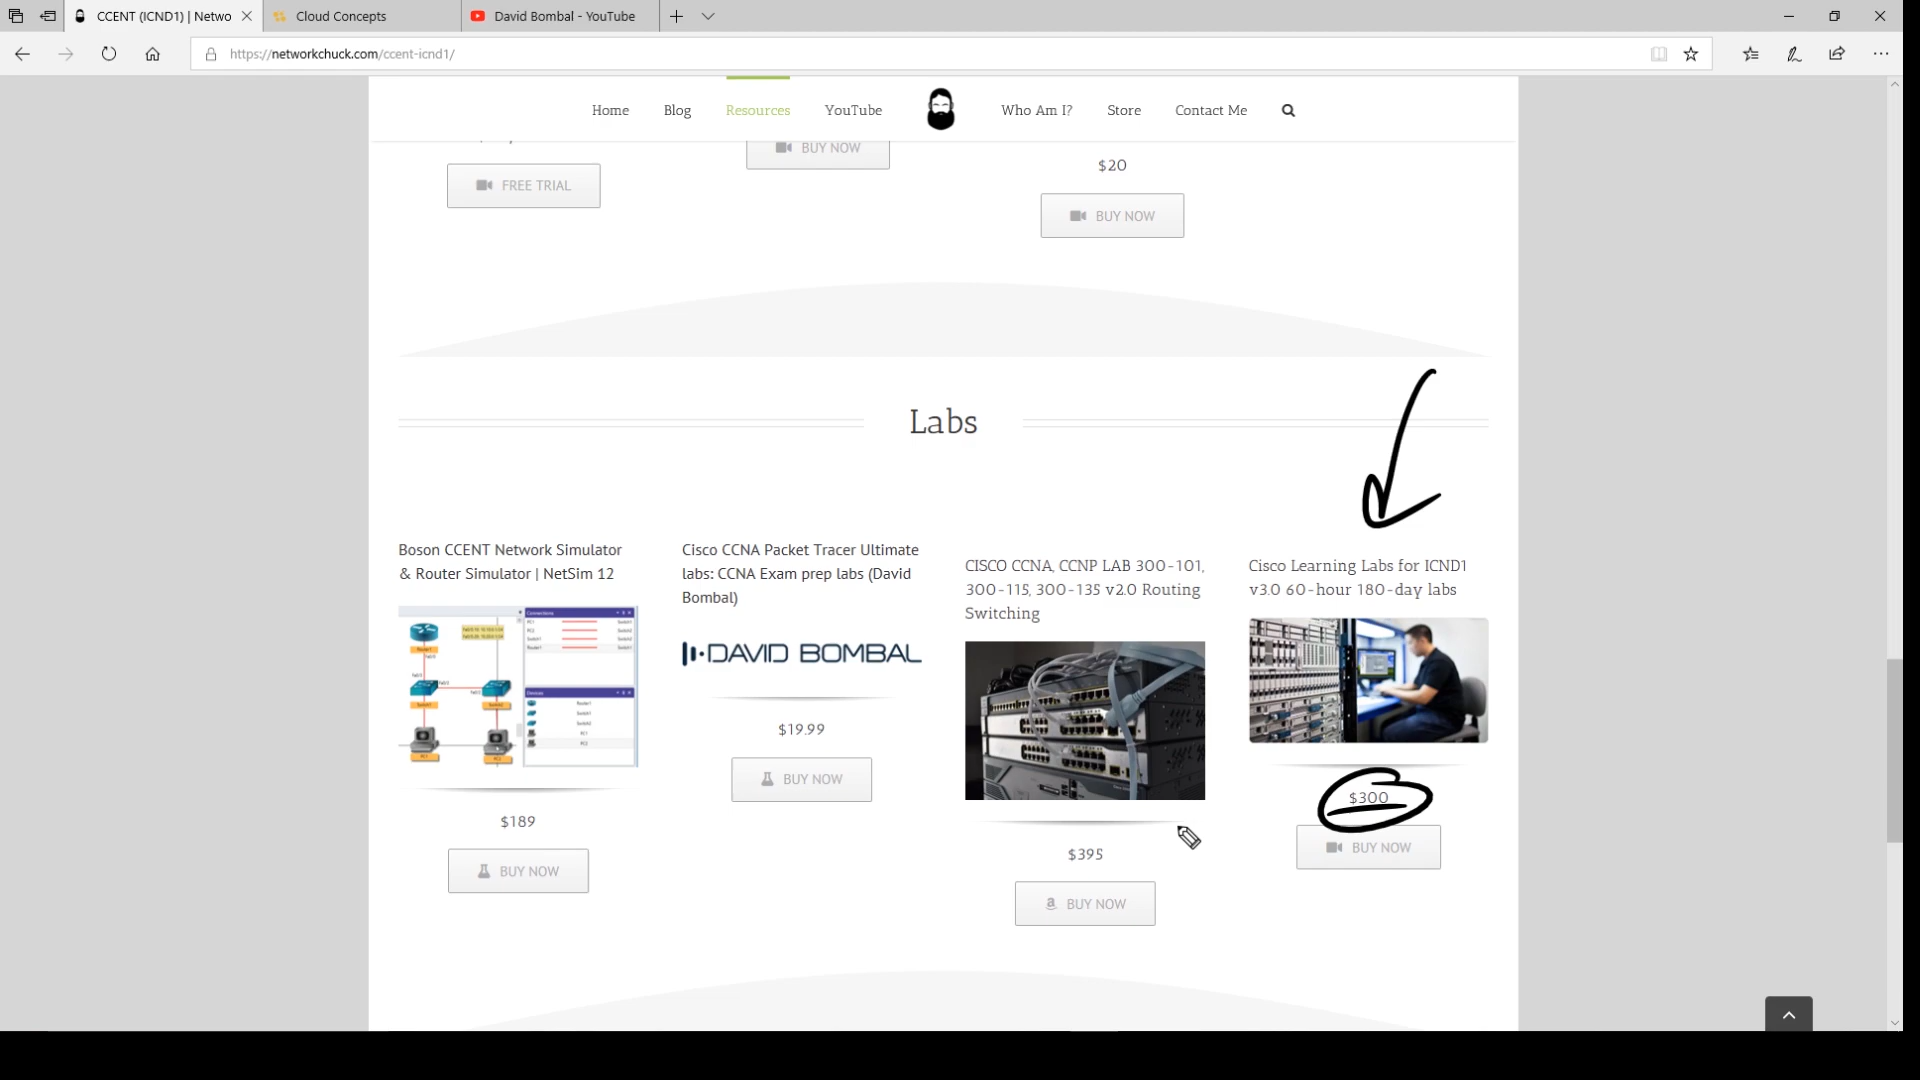 CCENT (ICND1) | Netwo
Cloud Concepts
David Bombal - YouTube
https://networkchuck.com/ccent-icnd1/
Home
Blog
Resources
YouTube
Who Am I?
Store
Contact Me
FREE TRIAL
BUY NOW
$20
BUY NOW
Labs
Boson CCENT Network Simulator
& Router Simulator | NetSim 12
$189
BUY NOW
Cisco CCNA Packet Tracer Ultimate
labs: CCNA Exam prep labs (David
Bombal)
DAVID BOMBAL
$19.99
BUY NOW
CISCO CCNA, CCNP LAB 300-101,
300-115, 300-135 v2.0 Routing
Switching
$395
BUY NOW
Cisco Learning Labs for ICND1
v3.0 60-hour 180-day labs
$300
BUY NOW